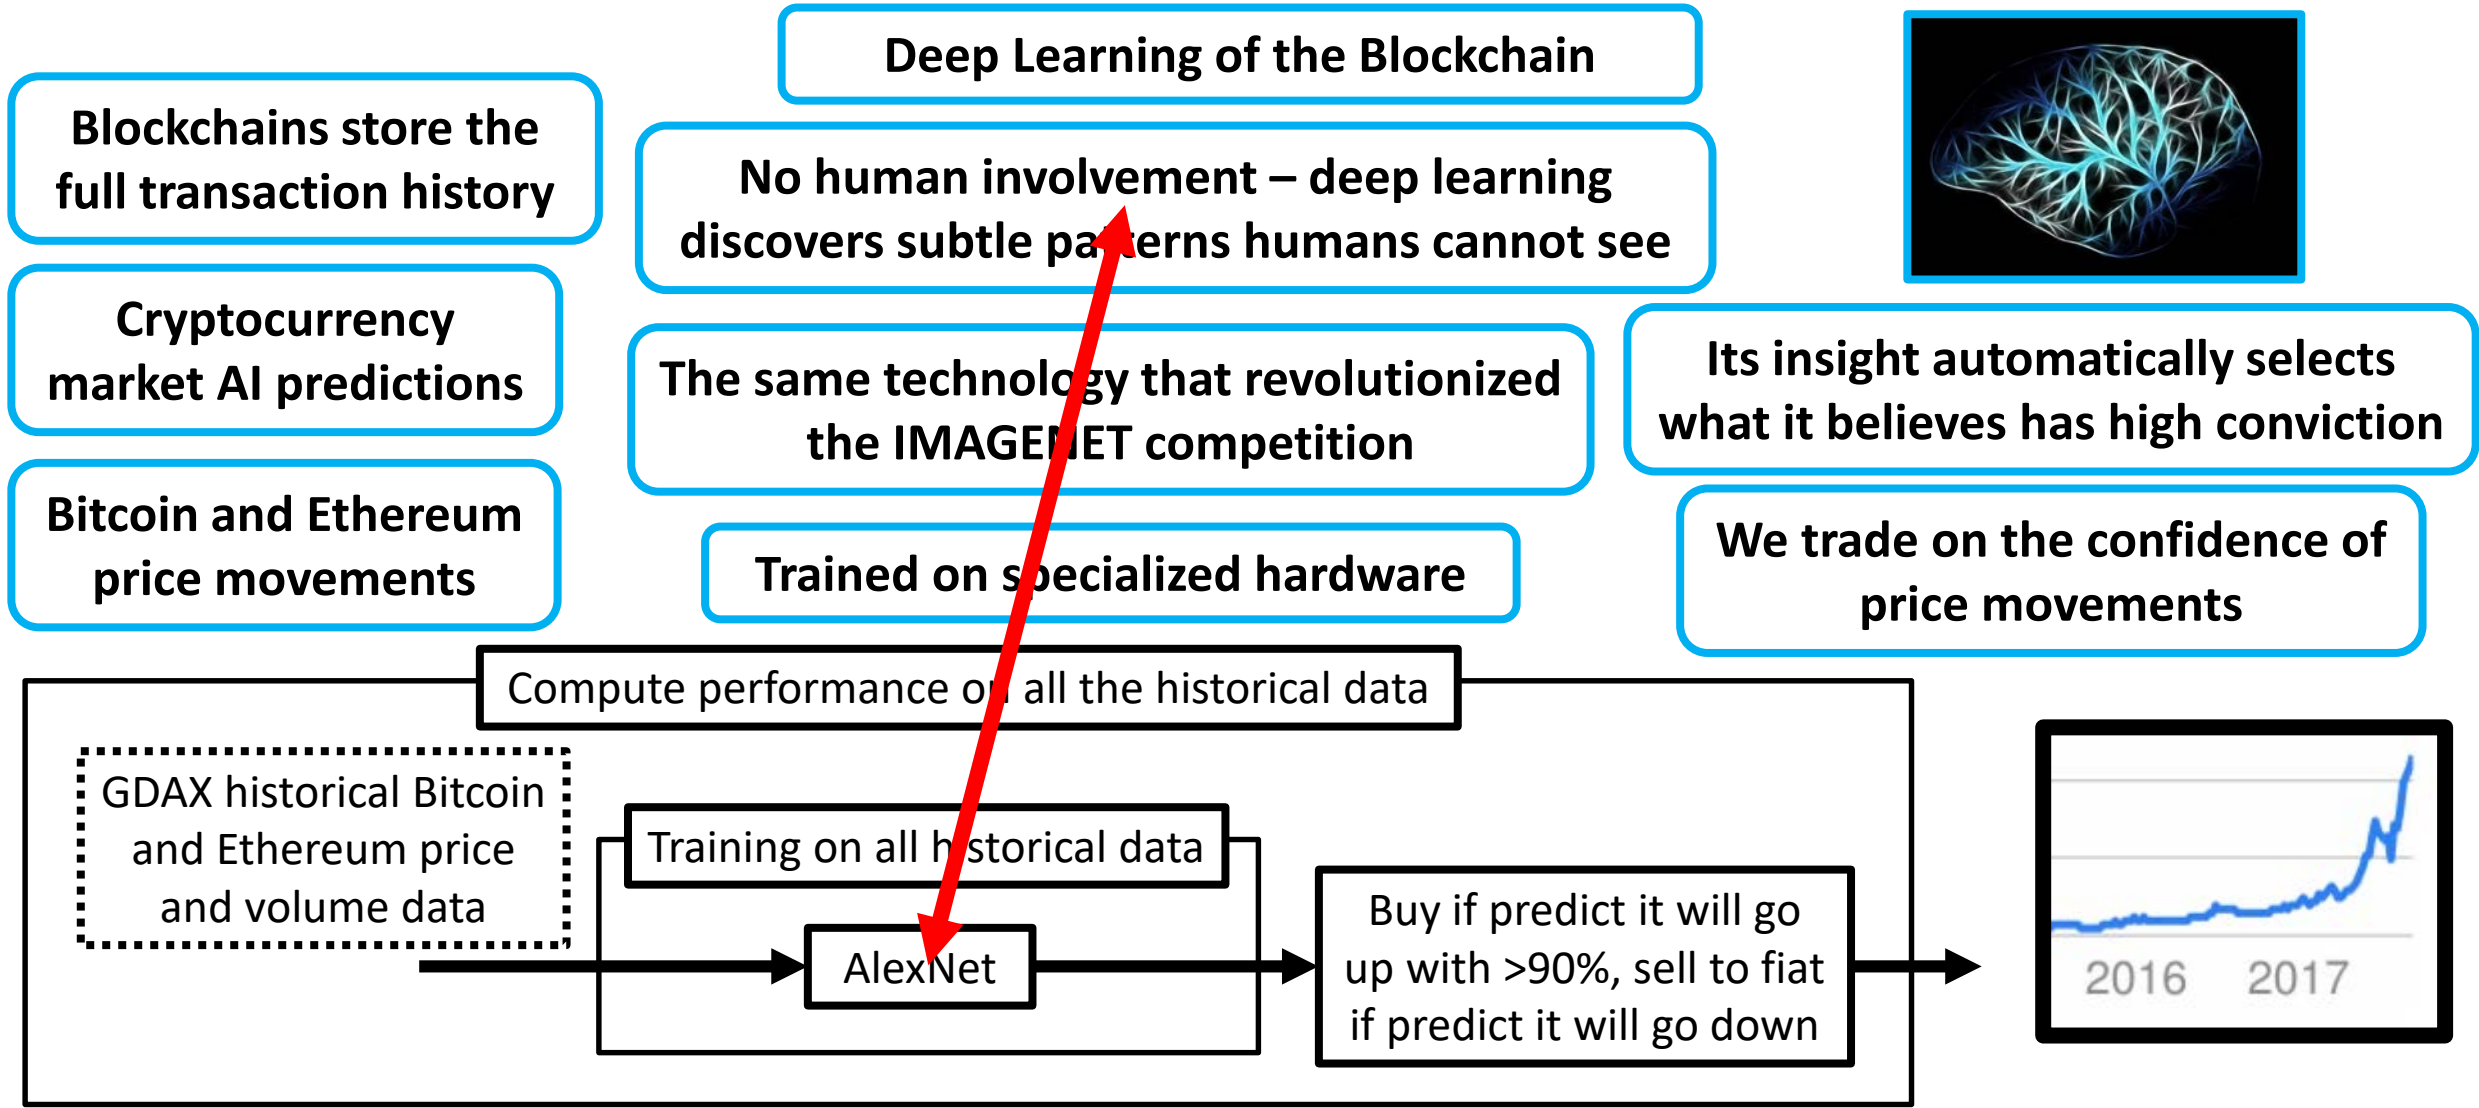 Deep Learning of the Blockchain
Blockchains store the
full transaction history
No human involvement – deep learning
discovers subtle patterns humans cannot see
Cryptocurrency
market AI predictions
The same technology that revolutionized
the IMAGENET competition
Its insight automatically selects
what it believes has high conviction
Bitcoin and Ethereum
price movements
Trained on specialized hardware
We trade on the confidence of
price movements
Compute performance on all the historical data
GDAX historical Bitcoin
and Ethereum price
and volume data
Training on all historical data
AlexNet
Buy if predict it will go
up with >90%, sell to fiat
if predict it will go down
2016 2017